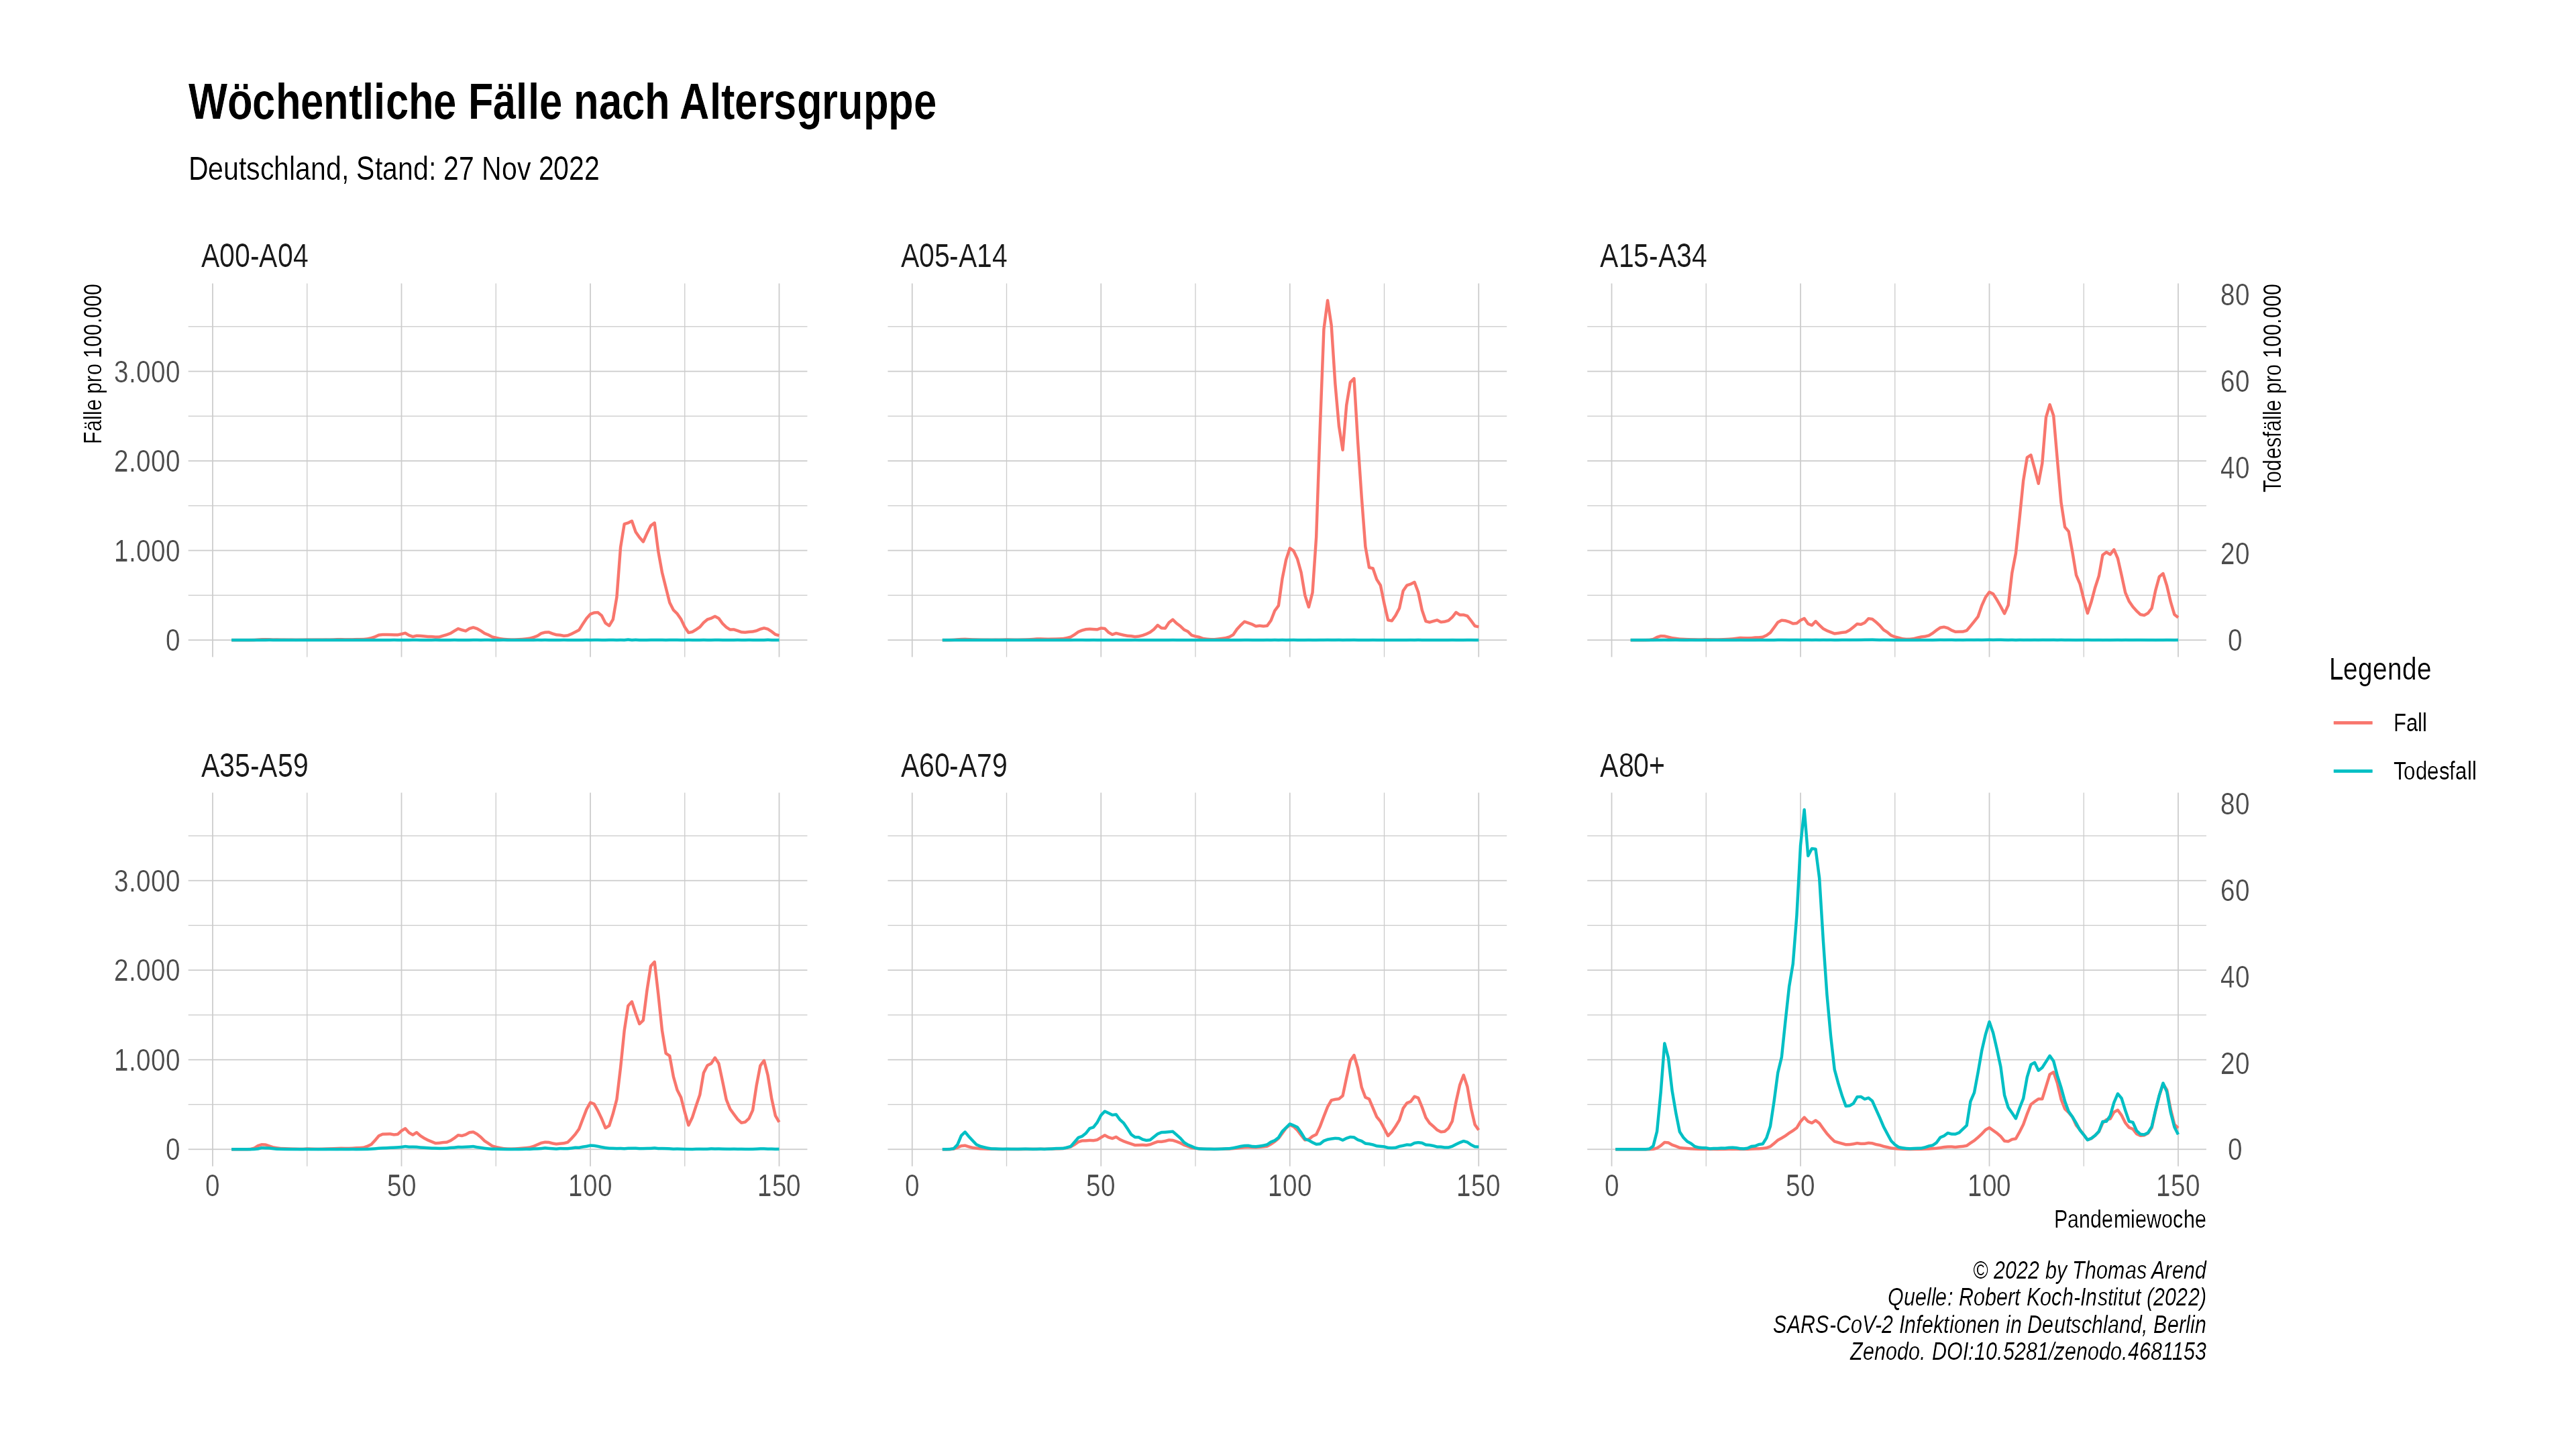 Wöchentliche Fälle nach Altersgruppe
Deutschland, Stand: 27 Nov 2022
A00-A04
A05-A14
A15-A34
Fälle pro 100.000
3.000
2.000
1.000
0
80
60
40
20
0
Todesfälle pro 100.000
Legende
Fall
Todesfall
A35-A59
A60-A79
A80+
3.000
2.000
1.000
0
80
60
40
20
0
0 50 100 150
0 50 100 150
0 50 100 150
Pandemiewoche
© 2022 by Thomas Arend
Quelle: Robert Koch-Institut (2022)
SARS-CoV-2 Infektionen in Deutschland, Berlin
Zenodo. DOI:10.5281/zenodo.4681153